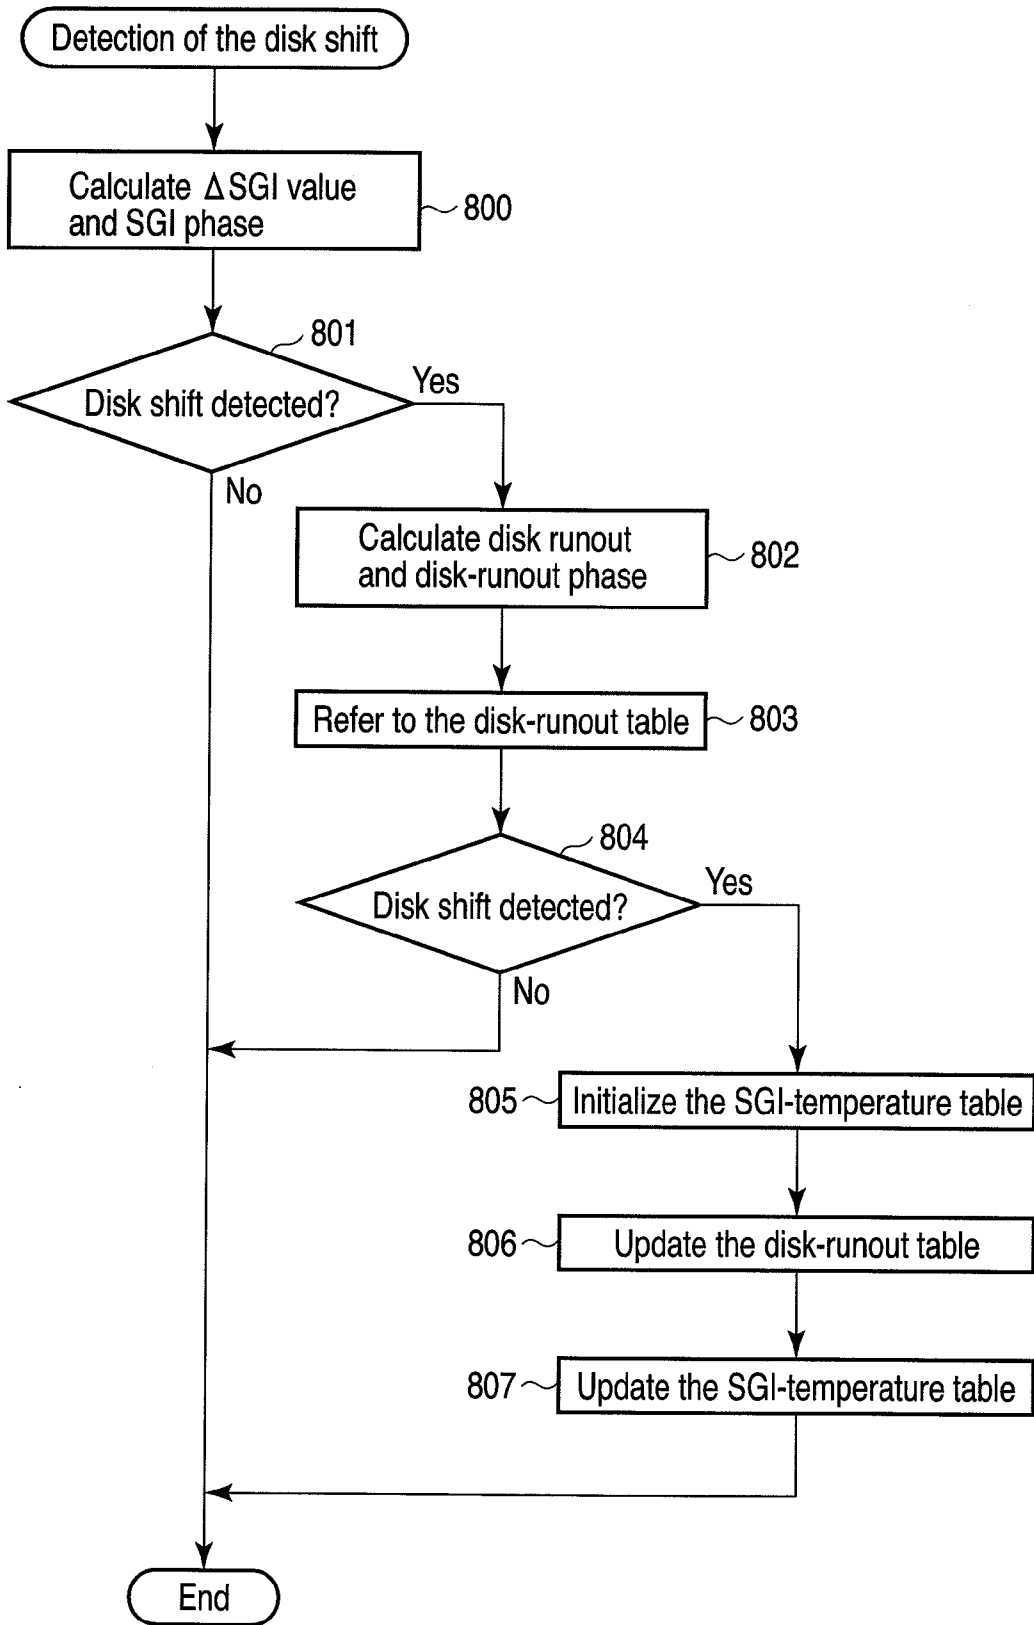 Detection of the disk shift
Calculate ΔSGI value
and SGI phase
800
801
Disk shift detected?
Yes
No
Calculate disk runout
and disk-runout phase
802
Refer to the disk-runout table
803
804
Disk shift detected?
Yes
No
805
Initialize the SGI-temperature table
806
Update the disk-runout table
807
Update the SGI-temperature table
End